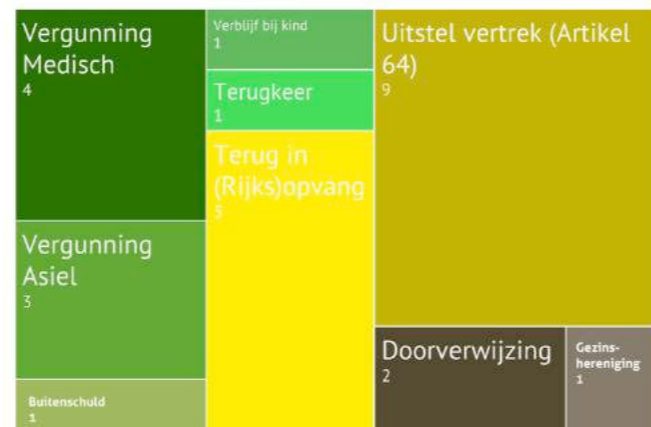 Vergunning
Medisch
4
Vergunning
Asiel
3
Buitenschuld
1
Verblijf bij kind
1
Terugkeer
1
Terug in
(Rijks)opvang
5
Uitstel vertrek (Artikel
64)
9
Doorverwijzing
2
Gezins-
hereniging
1